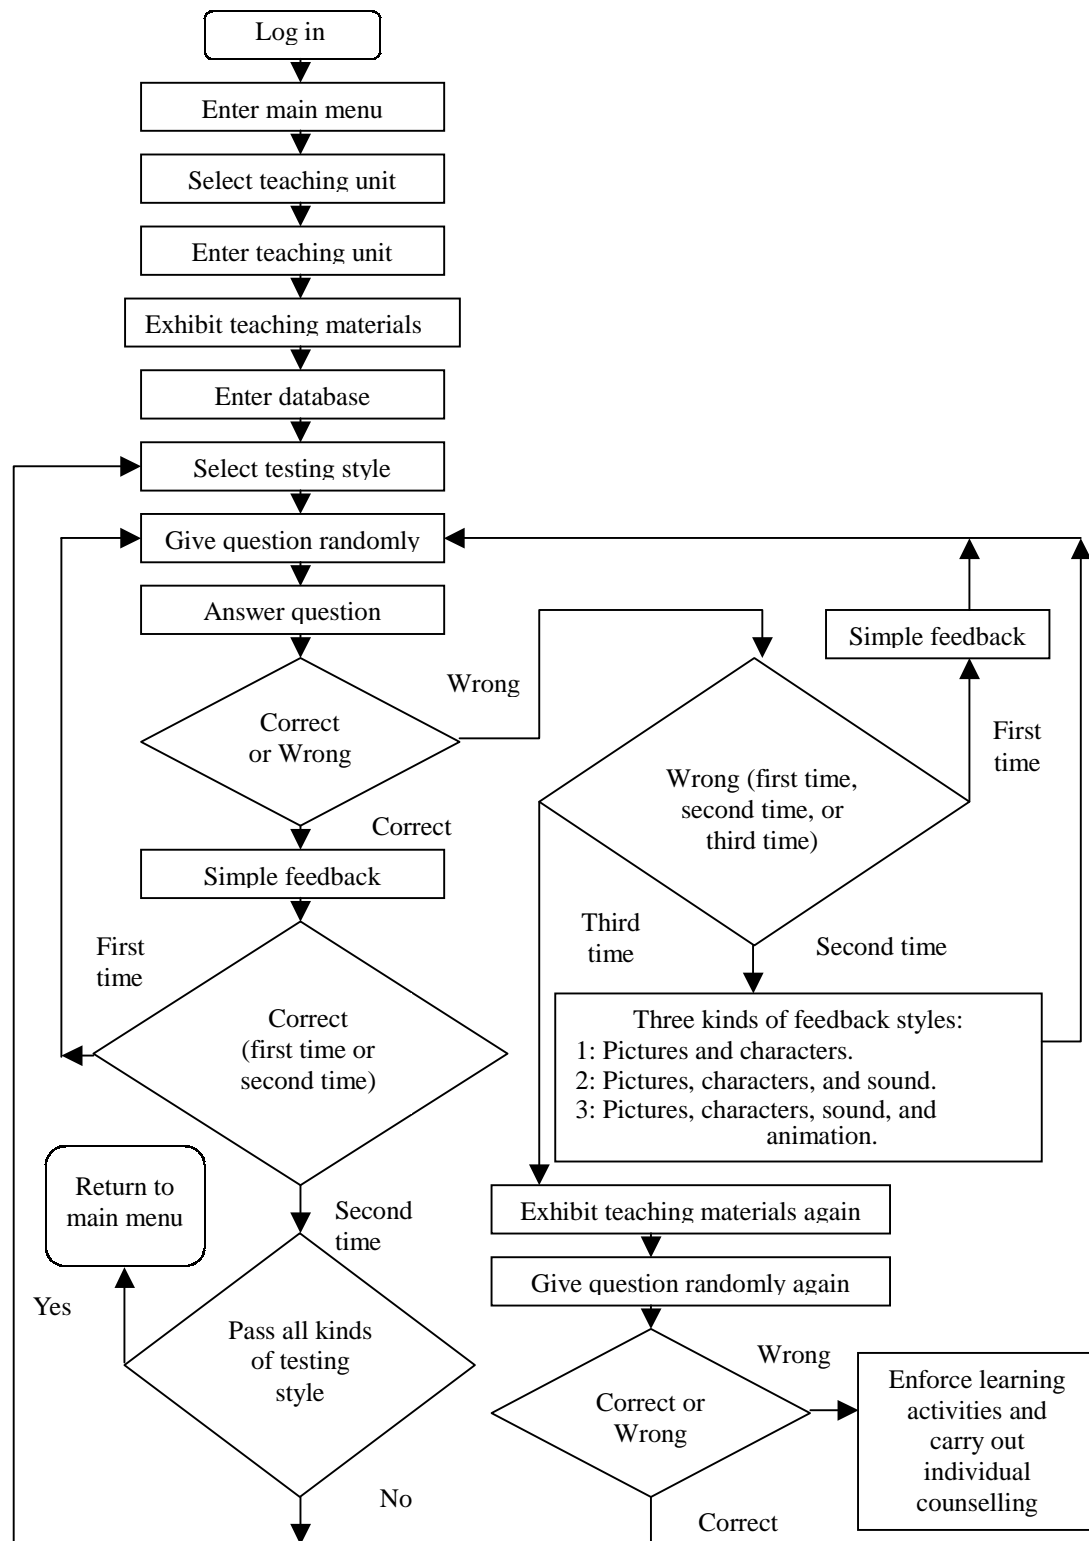 Log in
Enter main menu
Select teaching unit
Enter teaching unit
Exhibit teaching materials
Enter database
Select testing style
Give question randomly
Answer question
Simple feedback
Wrong
Correct
or Wrong
First
time
Wrong (first time,
second time, or
third time)
Correct
Simple feedback
Third
time
Second time
First
time
Correct
(first time or
second time)
Three kinds of feedback styles:
1: Pictures and characters.
2: Pictures, characters, and sound.
3: Pictures, characters, sound, and
animation.
Return to
main menu
Second
time
Exhibit teaching materials again
Give question randomly again
Yes
Pass all kinds
of testing
style
Wrong
Correct or
Wrong
Enforce learning
activities and
carry out
individual
counselling
No
Correct